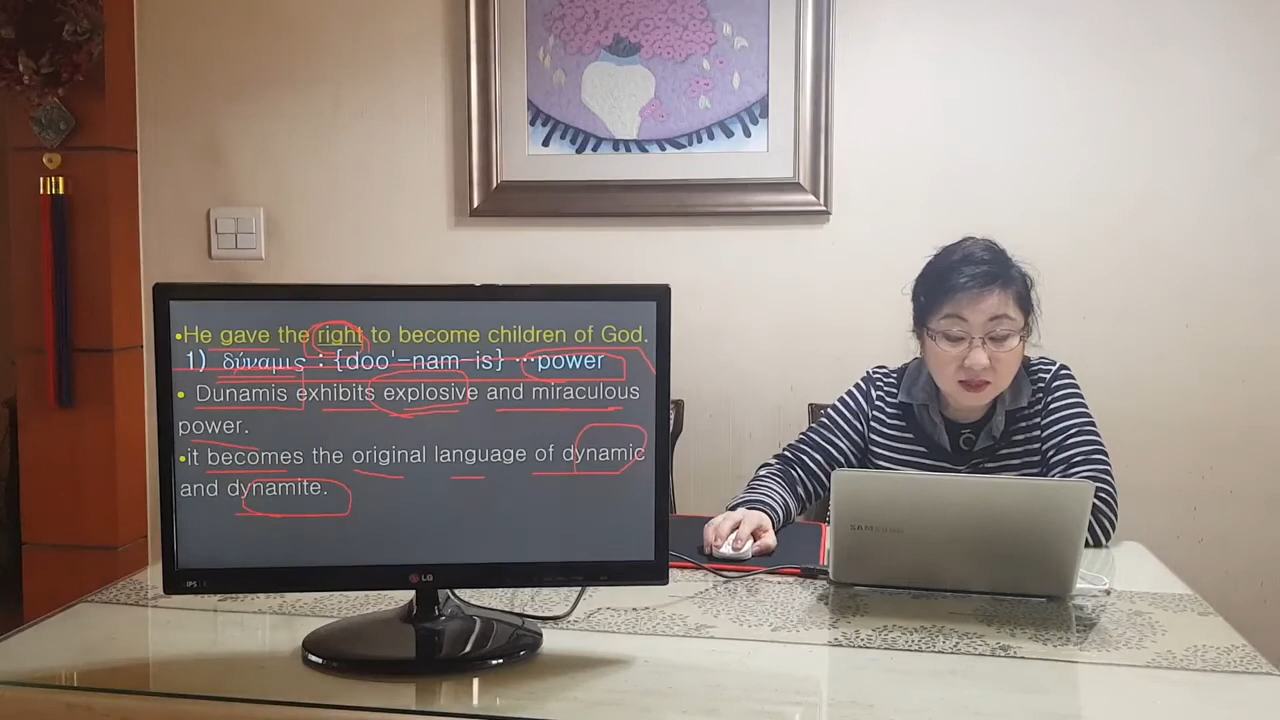 •He gave the right to become children of God.
1) δύναμις : {doo'-nam-is} …power
• Dunamis exhibits explosive and miraculous
power.
•it becomes the original language of dynamic
and dynamite.
IPS
LG
SAMSUNG